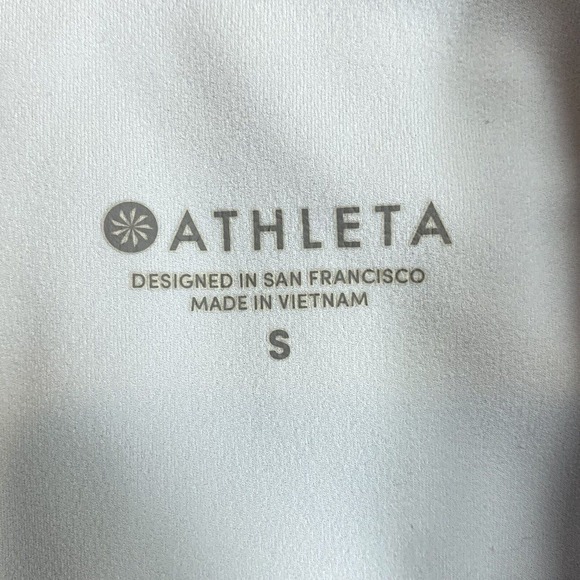 ATHLETA
DESIGNED IN SAN FRANCISCO
MADE IN VIETNAM
S